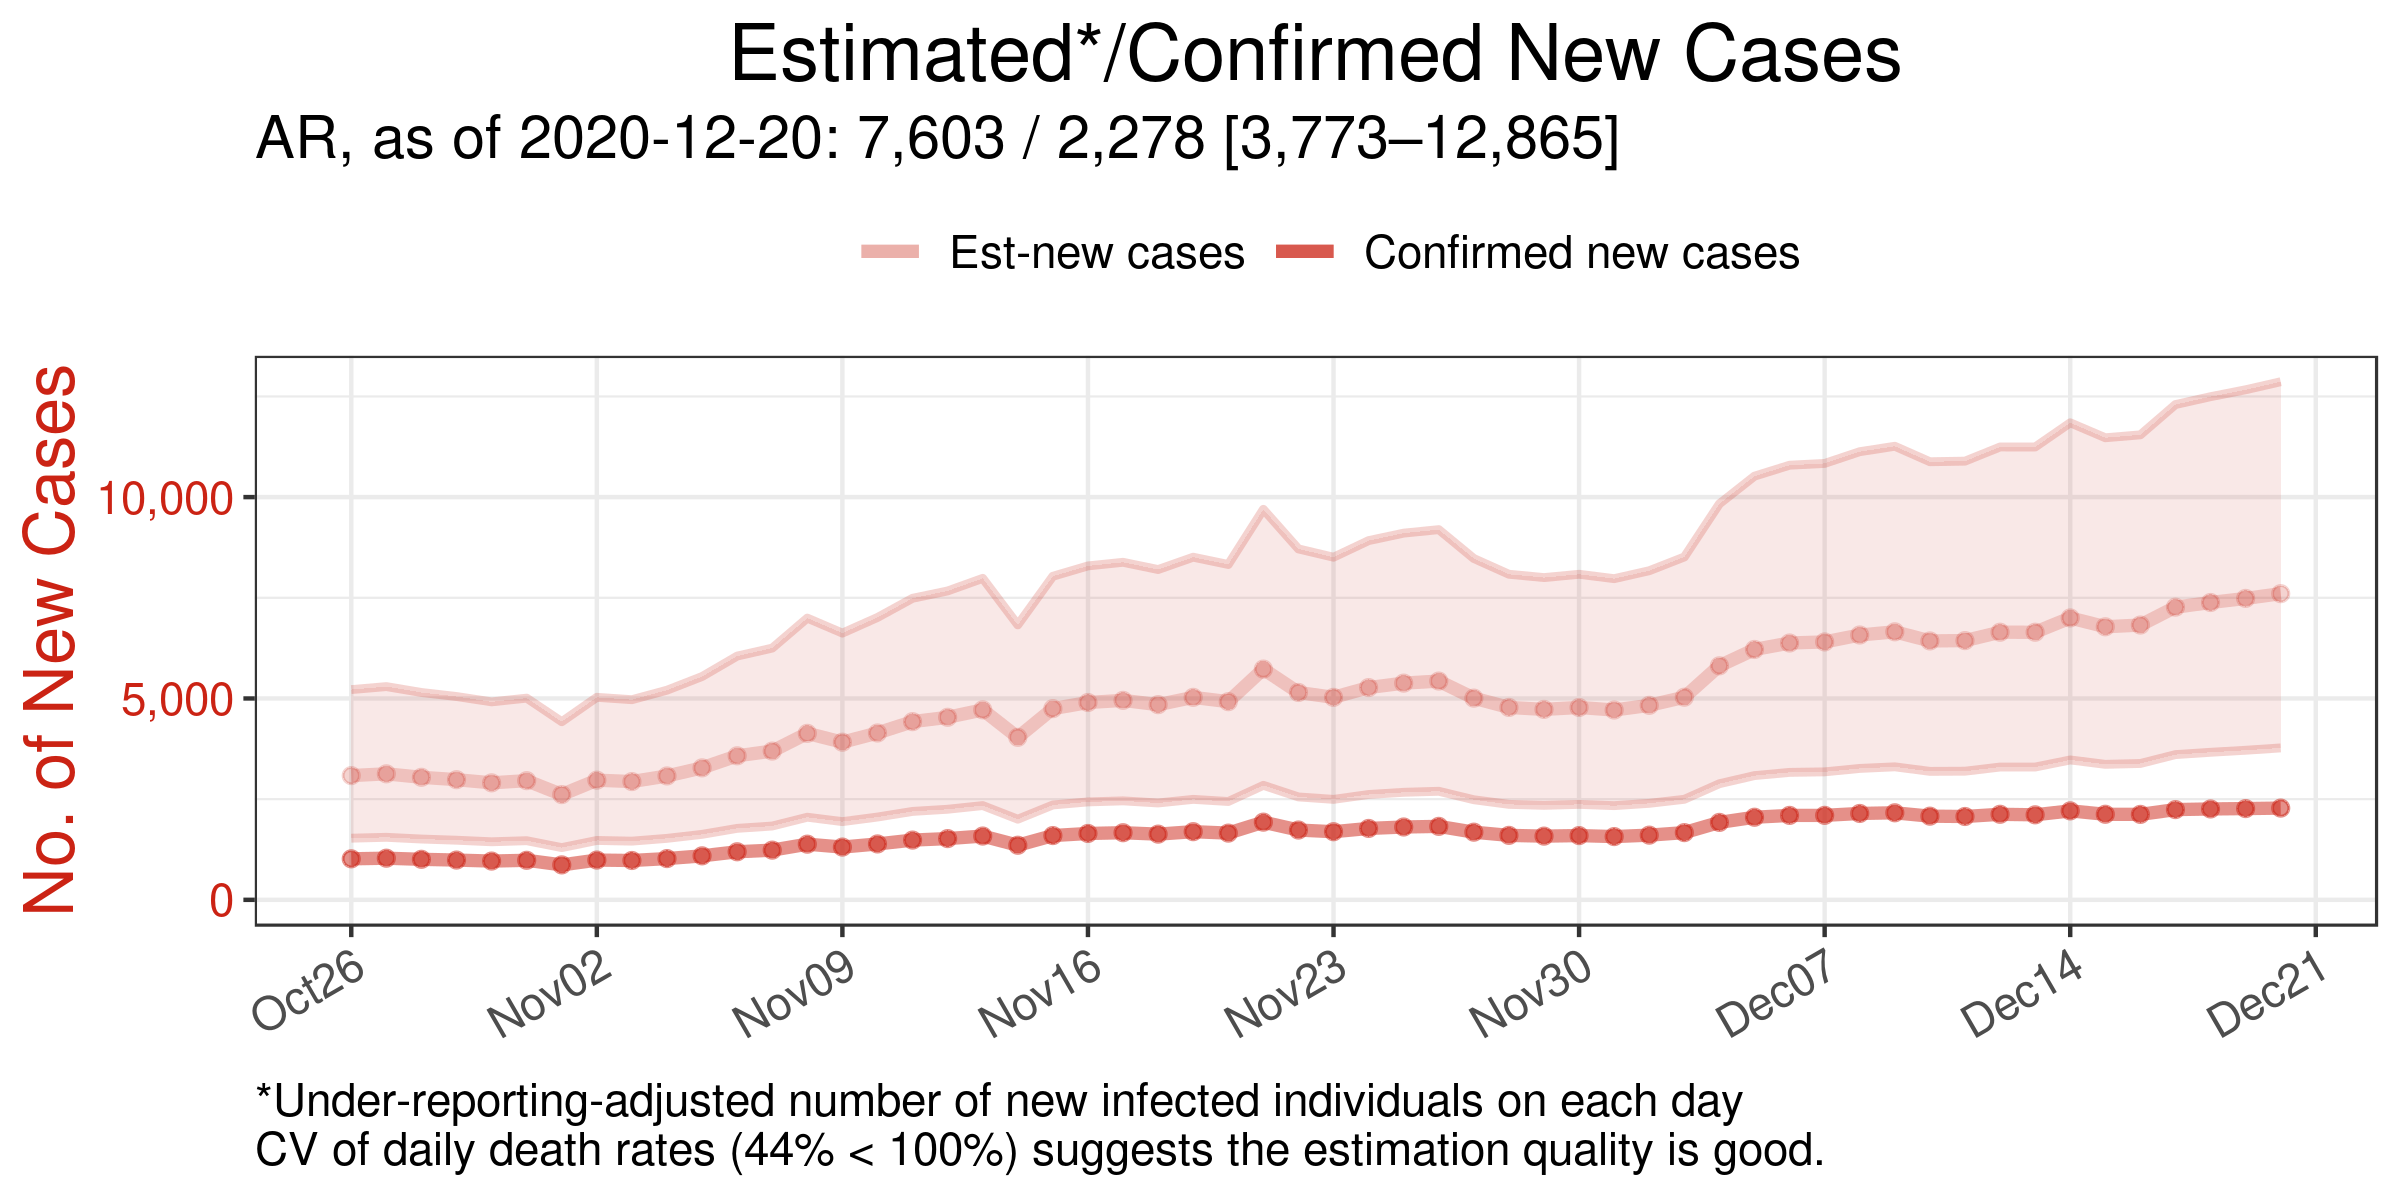 Estimated*/Confirmed New Cases
AR, as of 2020-12-20: 7,603 / 2,278 [3,773–12,865]
Est-new cases
Confirmed new cases
No. of New Cases
10,000
5,000
0
Oct26
Nov02
Nov09
Nov16
Nov23
Nov30
Dec07
Dec14
Dec21
*Under-reporting-adjusted number of new infected individuals on each day
CV of daily death rates (44% < 100%) suggests the estimation quality is good.